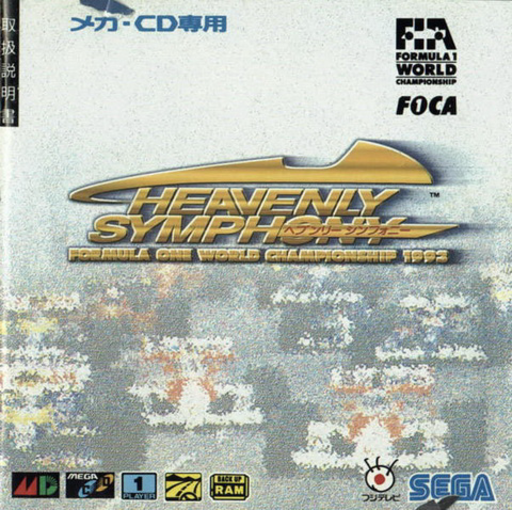 メガ-CD専用
取扱説明書
FIA
FORMULA 1
WORLD
CHAMPIONSHIP
FOCA
HEAVENLY
SYMPHONY
ヘブンリー シンフォニー
TM
FORMULA ONE WORLD CHAMPIONSHIP 1993
MD
MEGA
CD
1
PLAYER
BACK UP
RAM
フジテレビ
SEGA